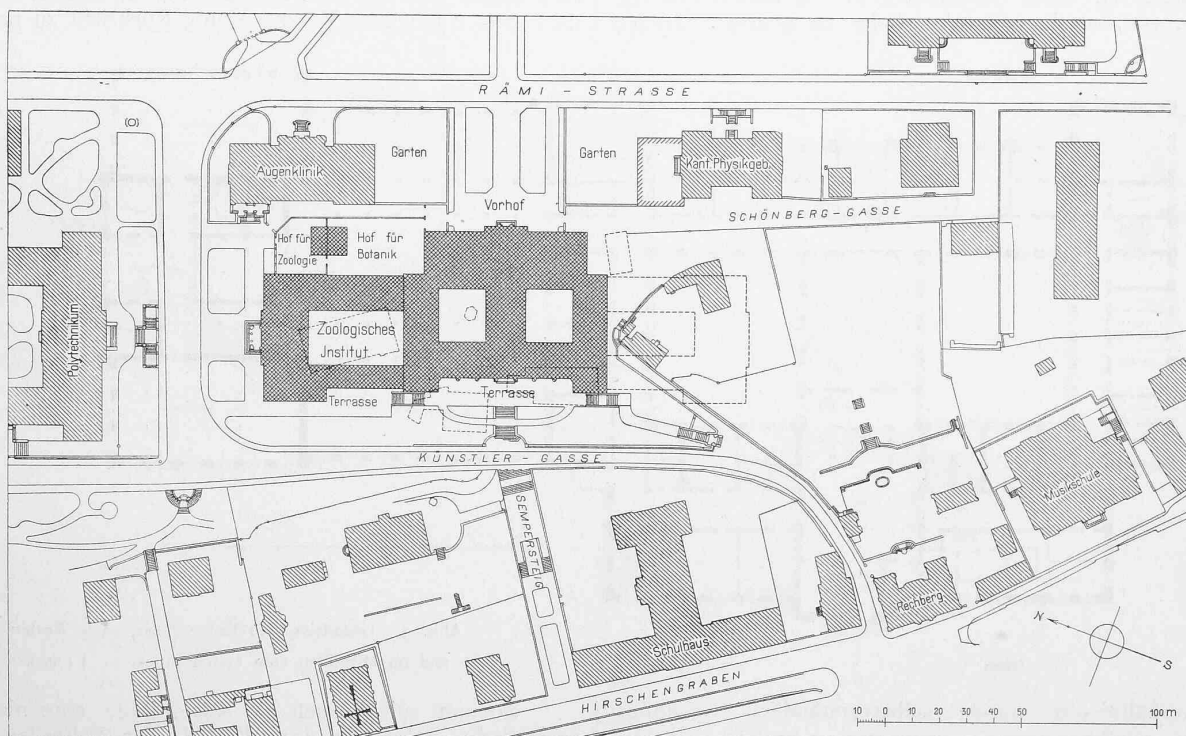 RÄMI - STRASSE
(O)
Augenklinik
Garten
Garten
Kant. Physikgeb.
Vorhof
SCHÖNBERG-GASSE
Hof für
Zoologie
Hof für
Botanik
Polytechnikum
Zoologisches
Jnstitut
Terrasse
Terrasse
KÜNSTLER - GASSE
SEMPERSTEIG
Musikschule
Rechberg
Schulhaus
HIRSCHENGRABEN
N
S
10 0 10 20 30 40 50 100 m